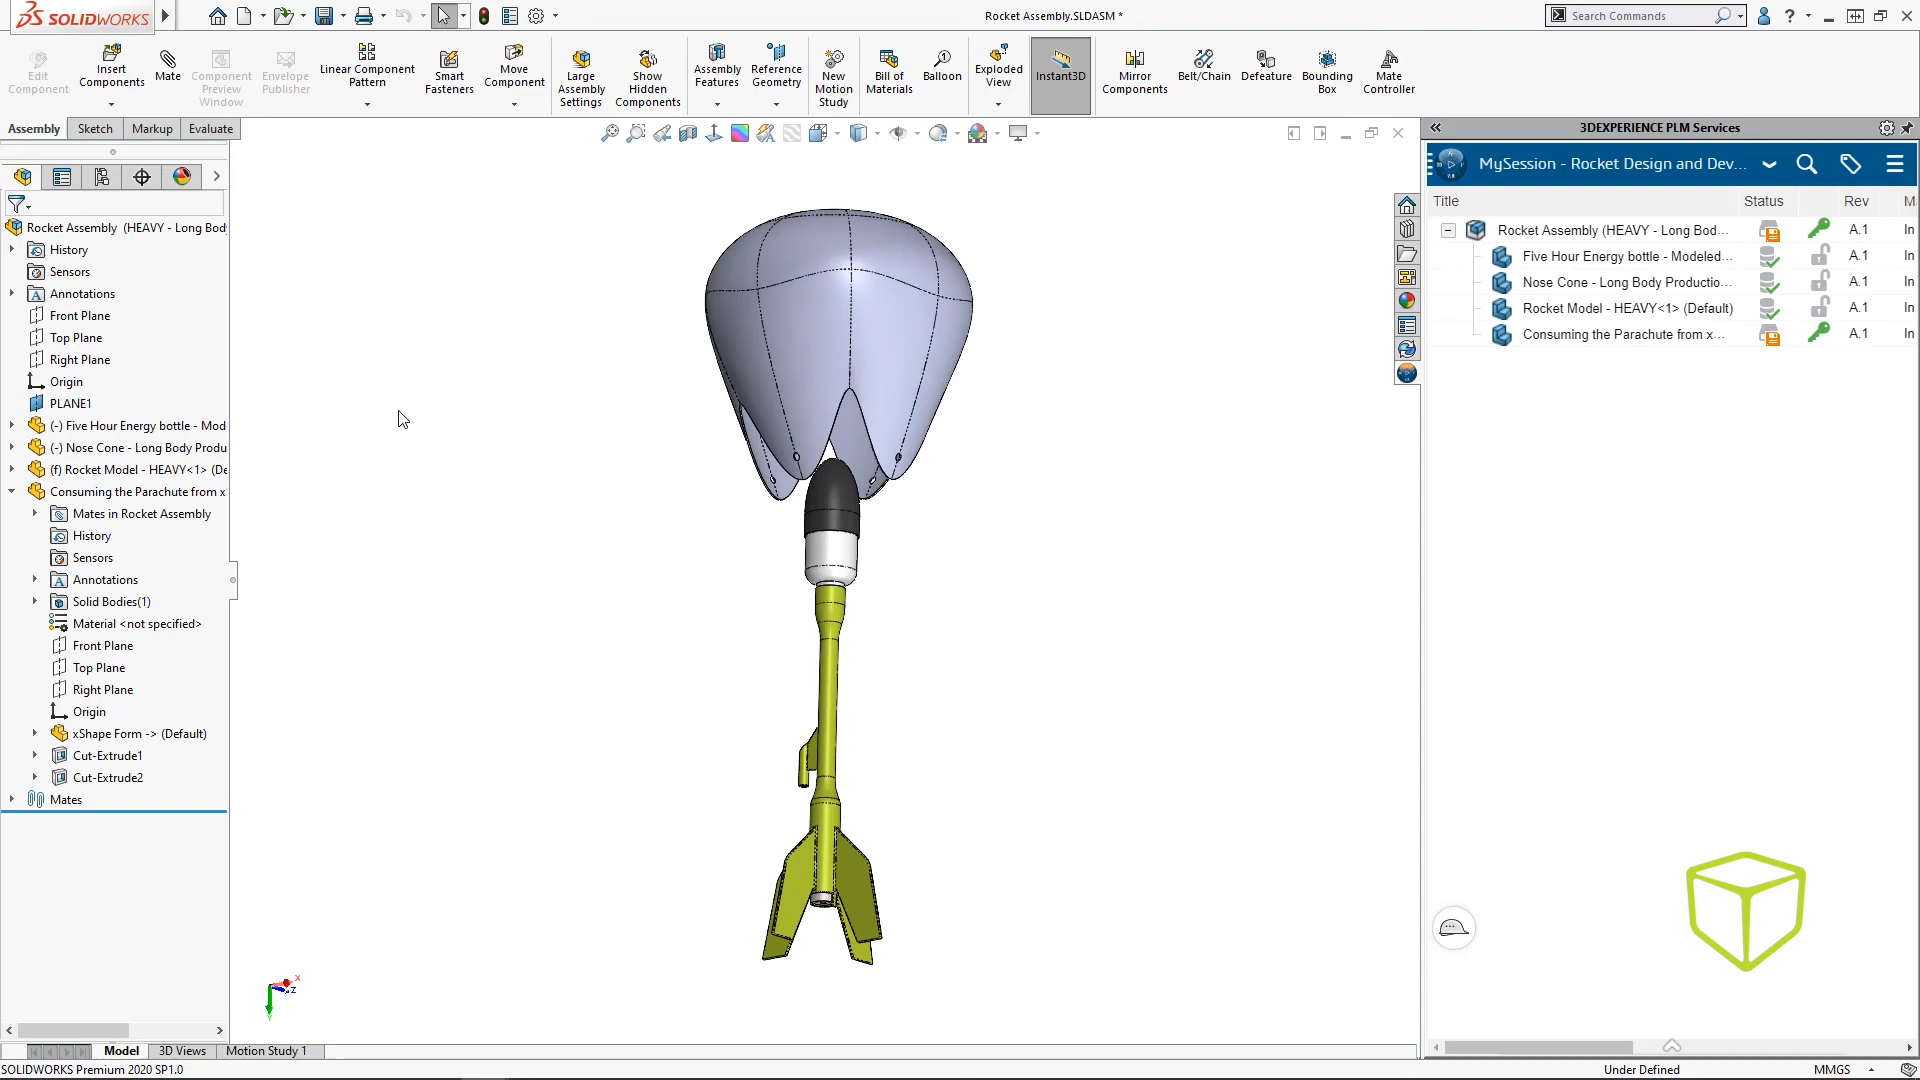 SOLIDWORKS
Rocket Assembly.SLDASM *
Search Commands
Edit Component
Insert Components
Mate
Component Preview Window
Envelope Publisher
Linear Component Pattern
Smart Fasteners
Move Component
Large Assembly Settings
Show Hidden Components
Assembly Features
Reference Geometry
New Motion Study
Bill of Materials
Balloon
Exploded View
Instant3D
Mirror Components
Belt/Chain
Defeature
Bounding Box
Mate Controller
Assembly
Sketch
Markup
Evaluate
Rocket Assembly (HEAVY - Long Bod
History
Sensors
Annotations
Front Plane
Top Plane
Right Plane
Origin
PLANE1
(-) Five Hour Energy bottle - Mod
(-) Nose Cone - Long Body Produ
(f) Rocket Model - HEAVY<1> (De
Consuming the Parachute from x
Mates in Rocket Assembly
History
Sensors
Annotations
Solid Bodies(1)
Material <not specified>
Front Plane
Top Plane
Right Plane
Origin
xShape Form -> (Default)
Cut-Extrude1
Cut-Extrude2
Mates
x
z
Y
3DEXPERIENCE PLM Services
MySession - Rocket Design and Dev...
Title
Status
Rev
M
Rocket Assembly (HEAVY - Long Bod...
A.1
In
Five Hour Energy bottle - Modeled...
A.1
In
Nose Cone - Long Body Productio...
A.1
In
Rocket Model - HEAVY<1> (Default)
A.1
In
Consuming the Parachute from x...
A.1
In
Model
3D Views
Motion Study 1
SOLIDWORKS Premium 2020 SP1.0
Under Defined
MMGS